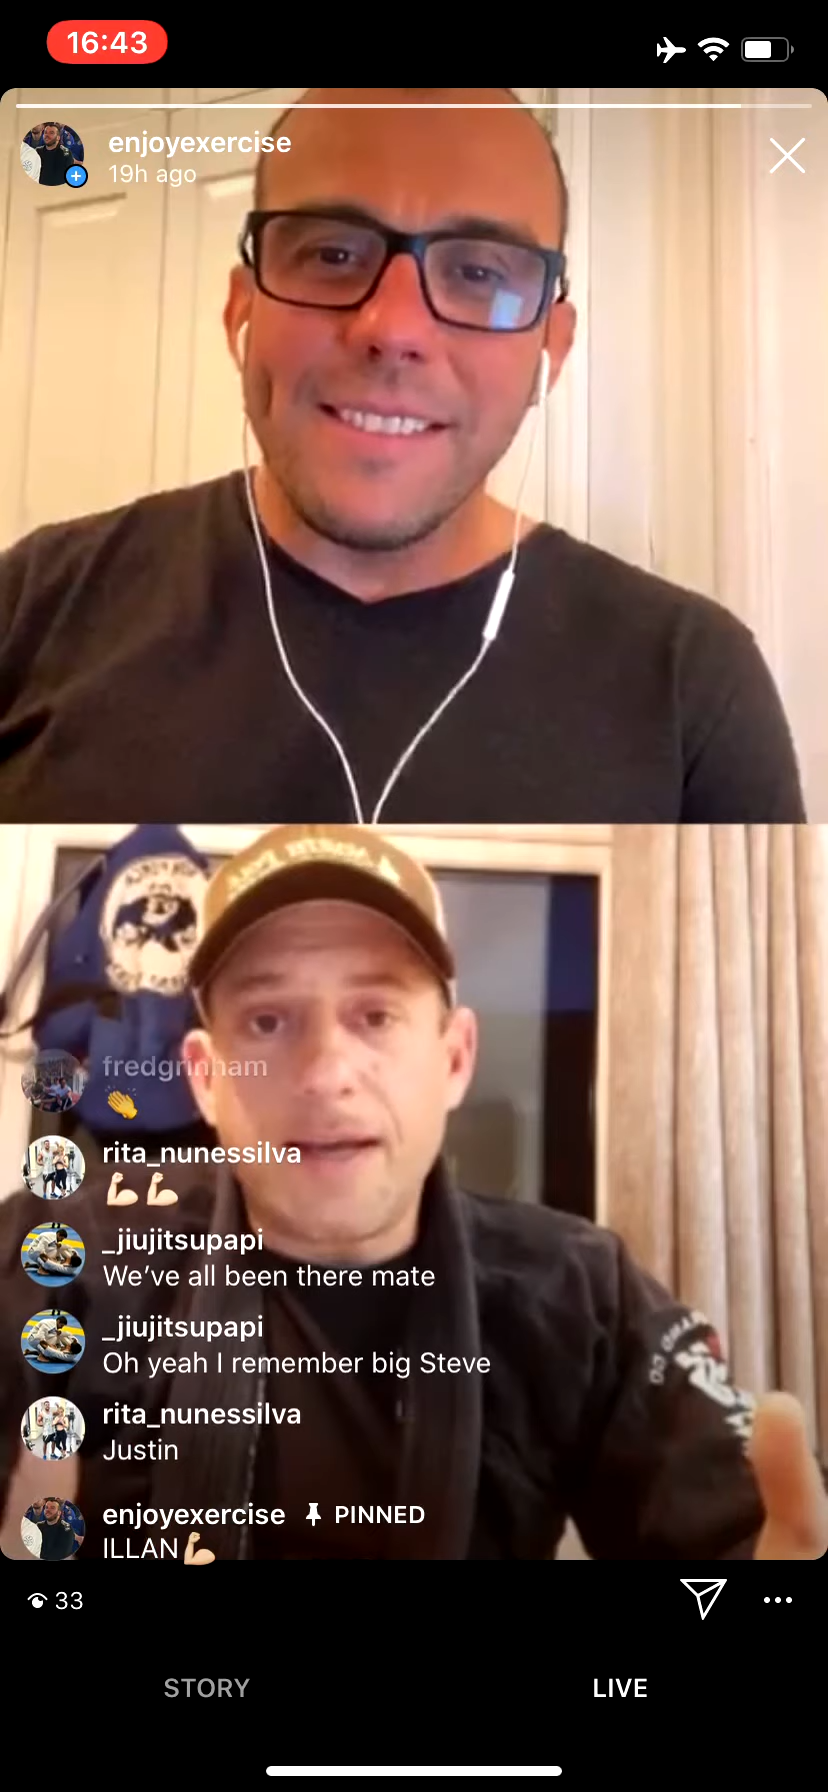 16:43
enjoyexercise
19h ago
fredgrinham
👏
rita_nunessilva
💪💪
_jiujitsupapi
We've all been there mate
_jiujitsupapi
Oh yeah I remember big Steve
rita_nunessilva
Justin
enjoyexercise PINNED
ILLAN💪
33
STORY
LIVE